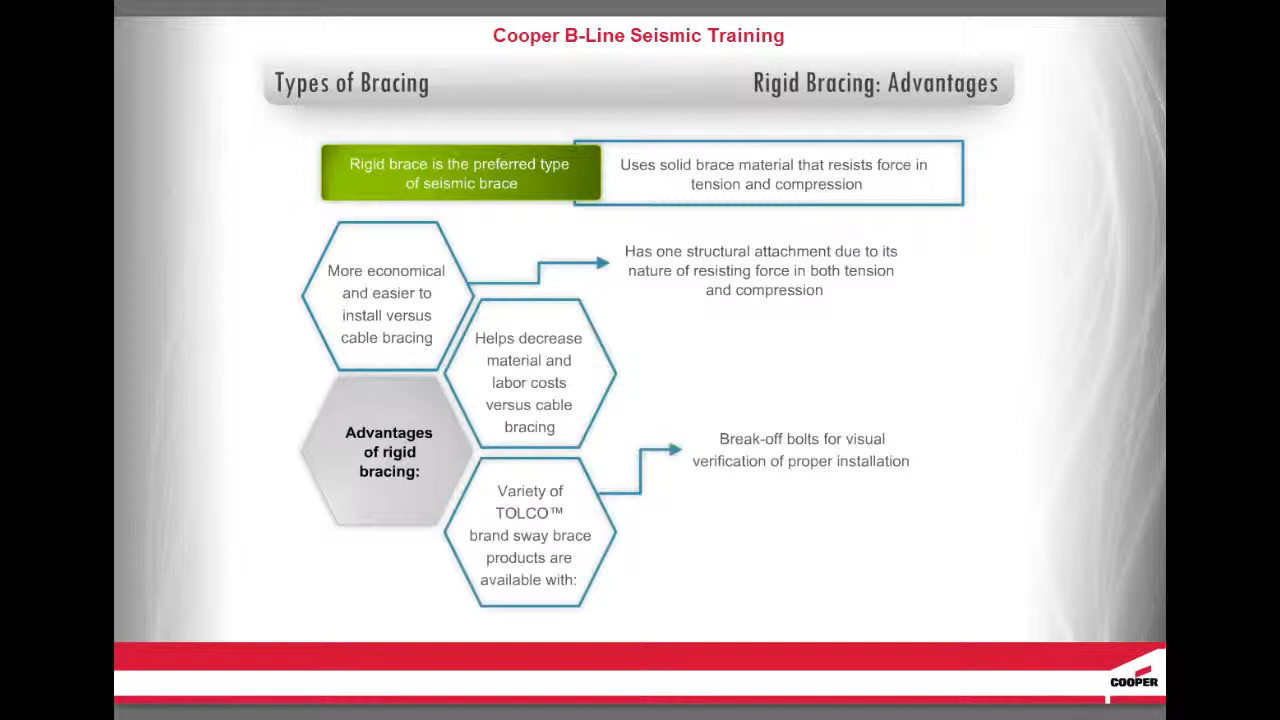 Cooper B-Line Seismic Training
Types of Bracing
Rigid Bracing: Advantages
Rigid brace is the preferred type
of seismic brace
Uses solid brace material that resists force in
tension and compression
More economical
and easier to
install versus
cable bracing
Has one structural attachment due to its
nature of resisting force in both tension
and compression
Helps decrease
material and
labor costs
versus cable
bracing
Advantages
of rigid
bracing:
Variety of
TOLCO™
brand sway brace
products are
available with:
Break-off bolts for visual
verification of proper installation
COOPER